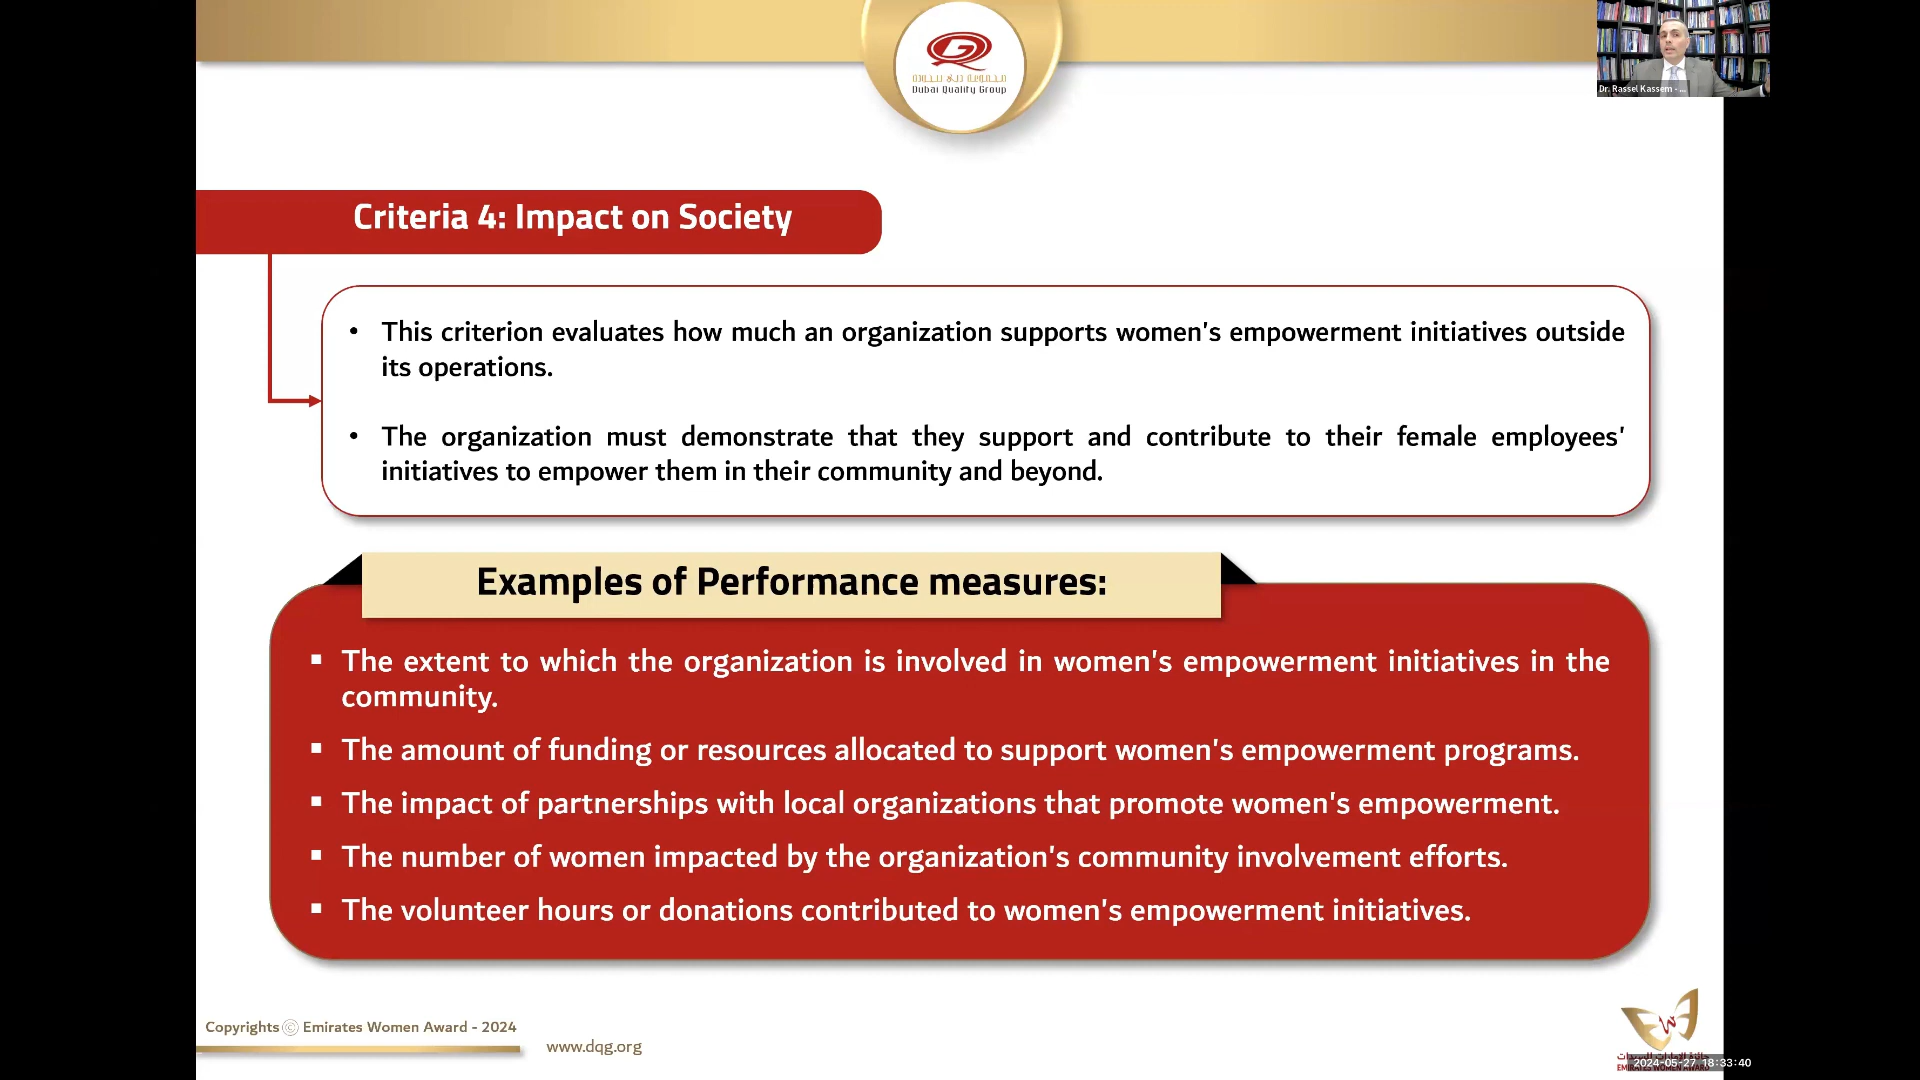 Dubai Quality Group
Dr. Rassel Kassem - ...
Criteria 4: Impact on Society
• This criterion evaluates how much an organization supports women's empowerment initiatives outside
its operations.
• The organization must demonstrate that they support and contribute to their female employees'
initiatives to empower them in their community and beyond.
Examples of Performance measures:
▪ The extent to which the organization is involved in women's empowerment initiatives in the
community.
▪ The amount of funding or resources allocated to support women's empowerment programs.
▪ The impact of partnerships with local organizations that promote women's empowerment.
▪ The number of women impacted by the organization's community involvement efforts.
▪ The volunteer hours or donations contributed to women's empowerment initiatives.
Copyrights © Emirates Women Award - 2024
www.dqg.org
2024-05-27 18:33:40